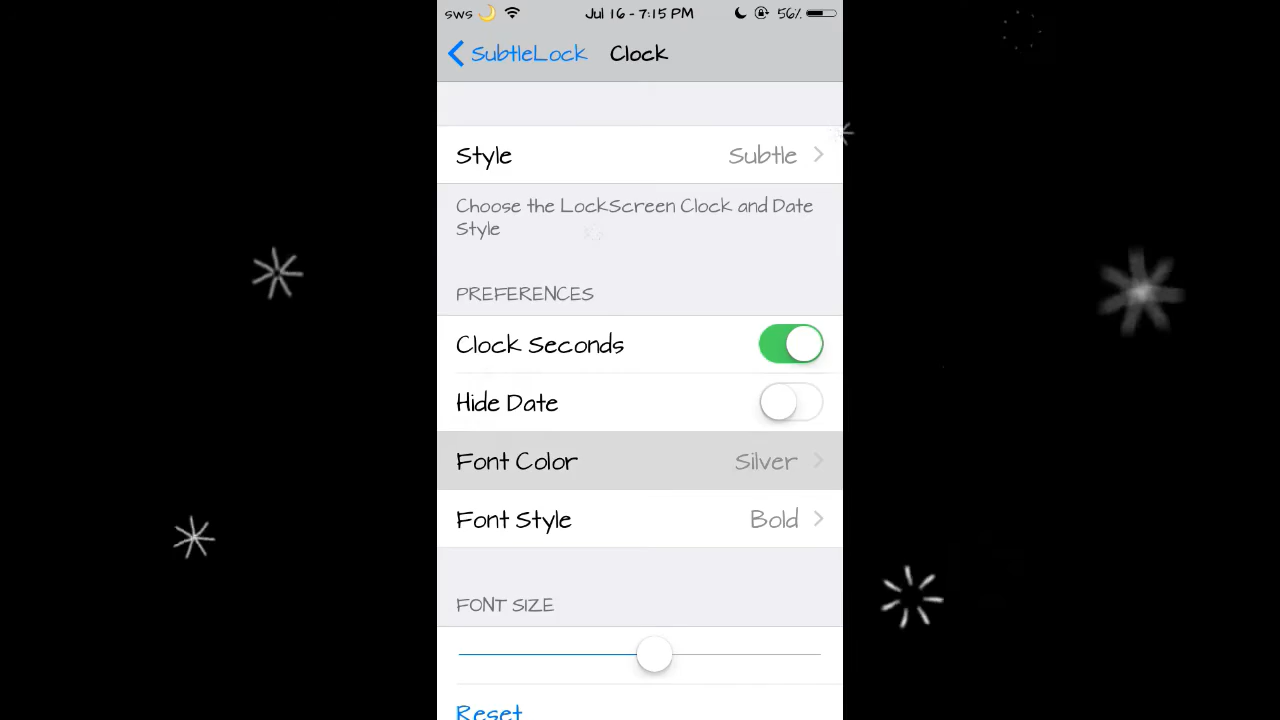 sws 🌙 Jul 16 - 7:15 PM 56%
SubtleLock Clock
Style Subtle
Choose the LockScreen Clock and Date
Style
PREFERENCES
Clock Seconds
Hide Date
Font Color Silver
Font Style Bold
FONT SIZE
Reset